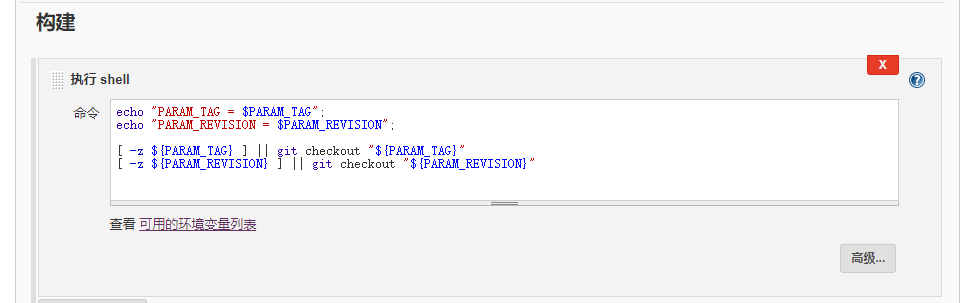 构建
X
执行 shell
命令
echo "PARAM_TAG = $PARAM_TAG";
echo "PARAM_REVISION = $PARAM_REVISION";
[ -z ${PARAM_TAG} ] || git checkout "${PARAM_TAG}"
[ -z ${PARAM_REVISION} ] || git checkout "${PARAM_REVISION}"
查看 可用的环境变量列表
高级...